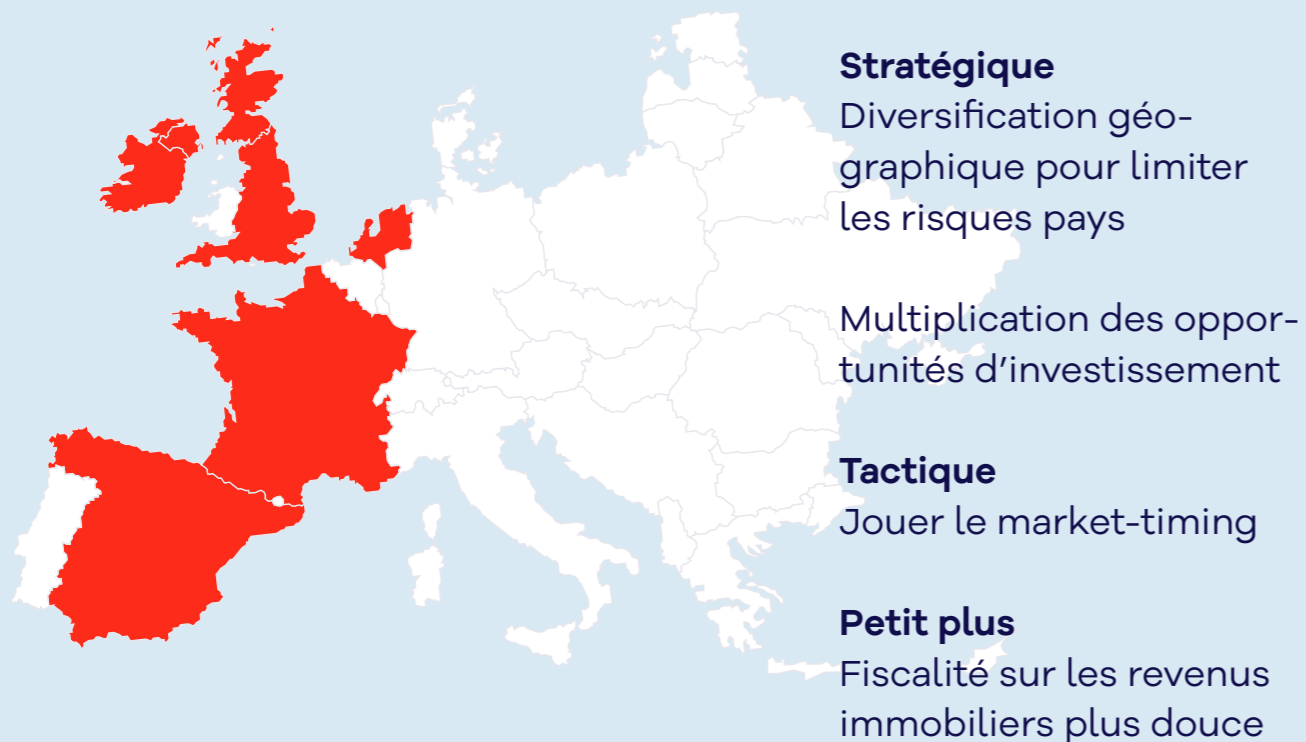 Stratégique
Diversification géo-
graphique pour limiter
les risques pays
Multiplication des oppor-
tunités d’investissement
Tactique
Jouer le market-timing
Petit plus
Fiscalité sur les revenus
immobiliers plus douce